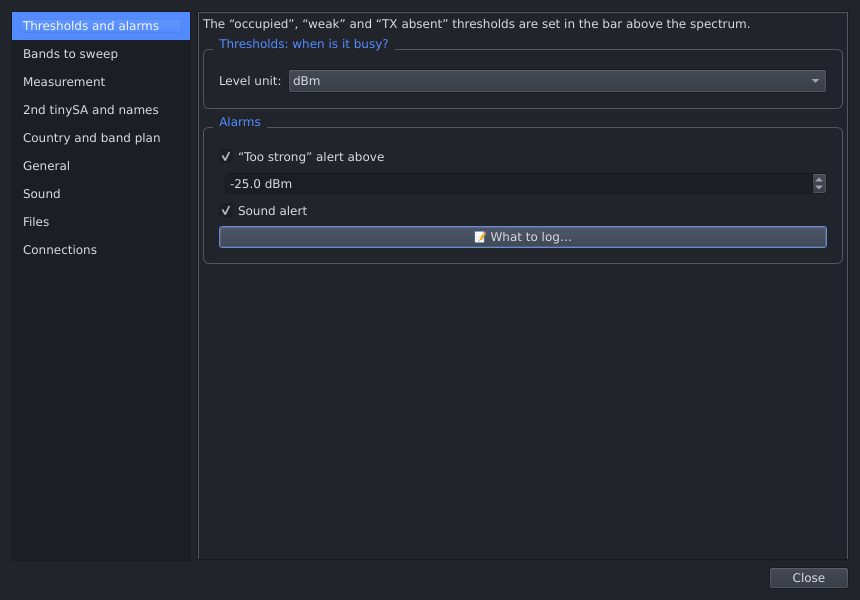 Thresholds and alarms
Bands to sweep
Measurement
2nd tinySA and names
Country and band plan
General
Sound
Files
Connections
The “occupied”, “weak” and “TX absent” thresholds are set in the bar above the spectrum.
Thresholds: when is it busy?
Level unit: dBm
Alarms
“Too strong” alert above
-25.0 dBm
Sound alert
📝 What to log...
Close